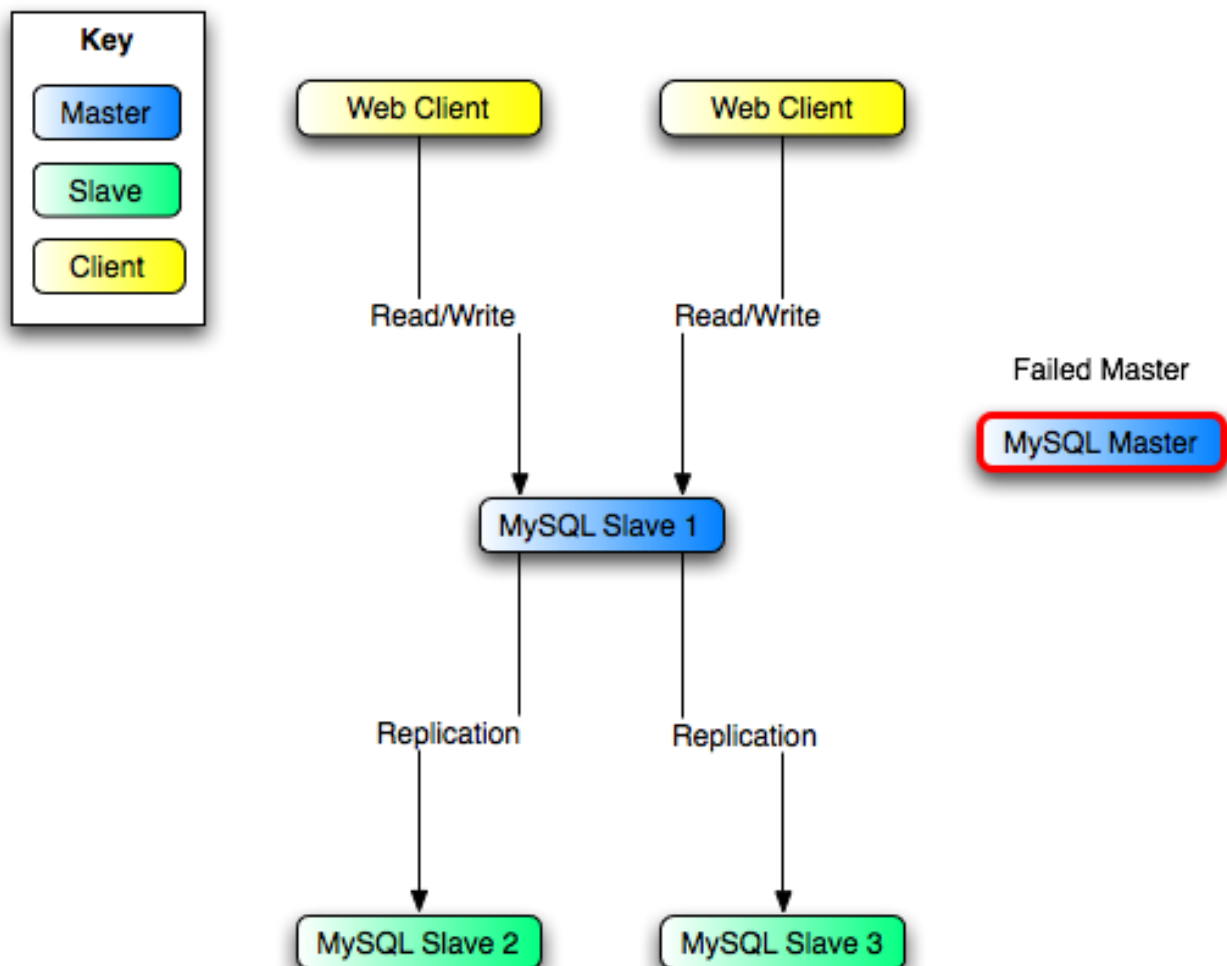 Key
Master
Slave
Client
Web Client
Web Client
Read/Write
Read/Write
Failed Master
MySQL Master
MySQL Slave 1
Replication
Replication
MySQL Slave 2
MySQL Slave 3